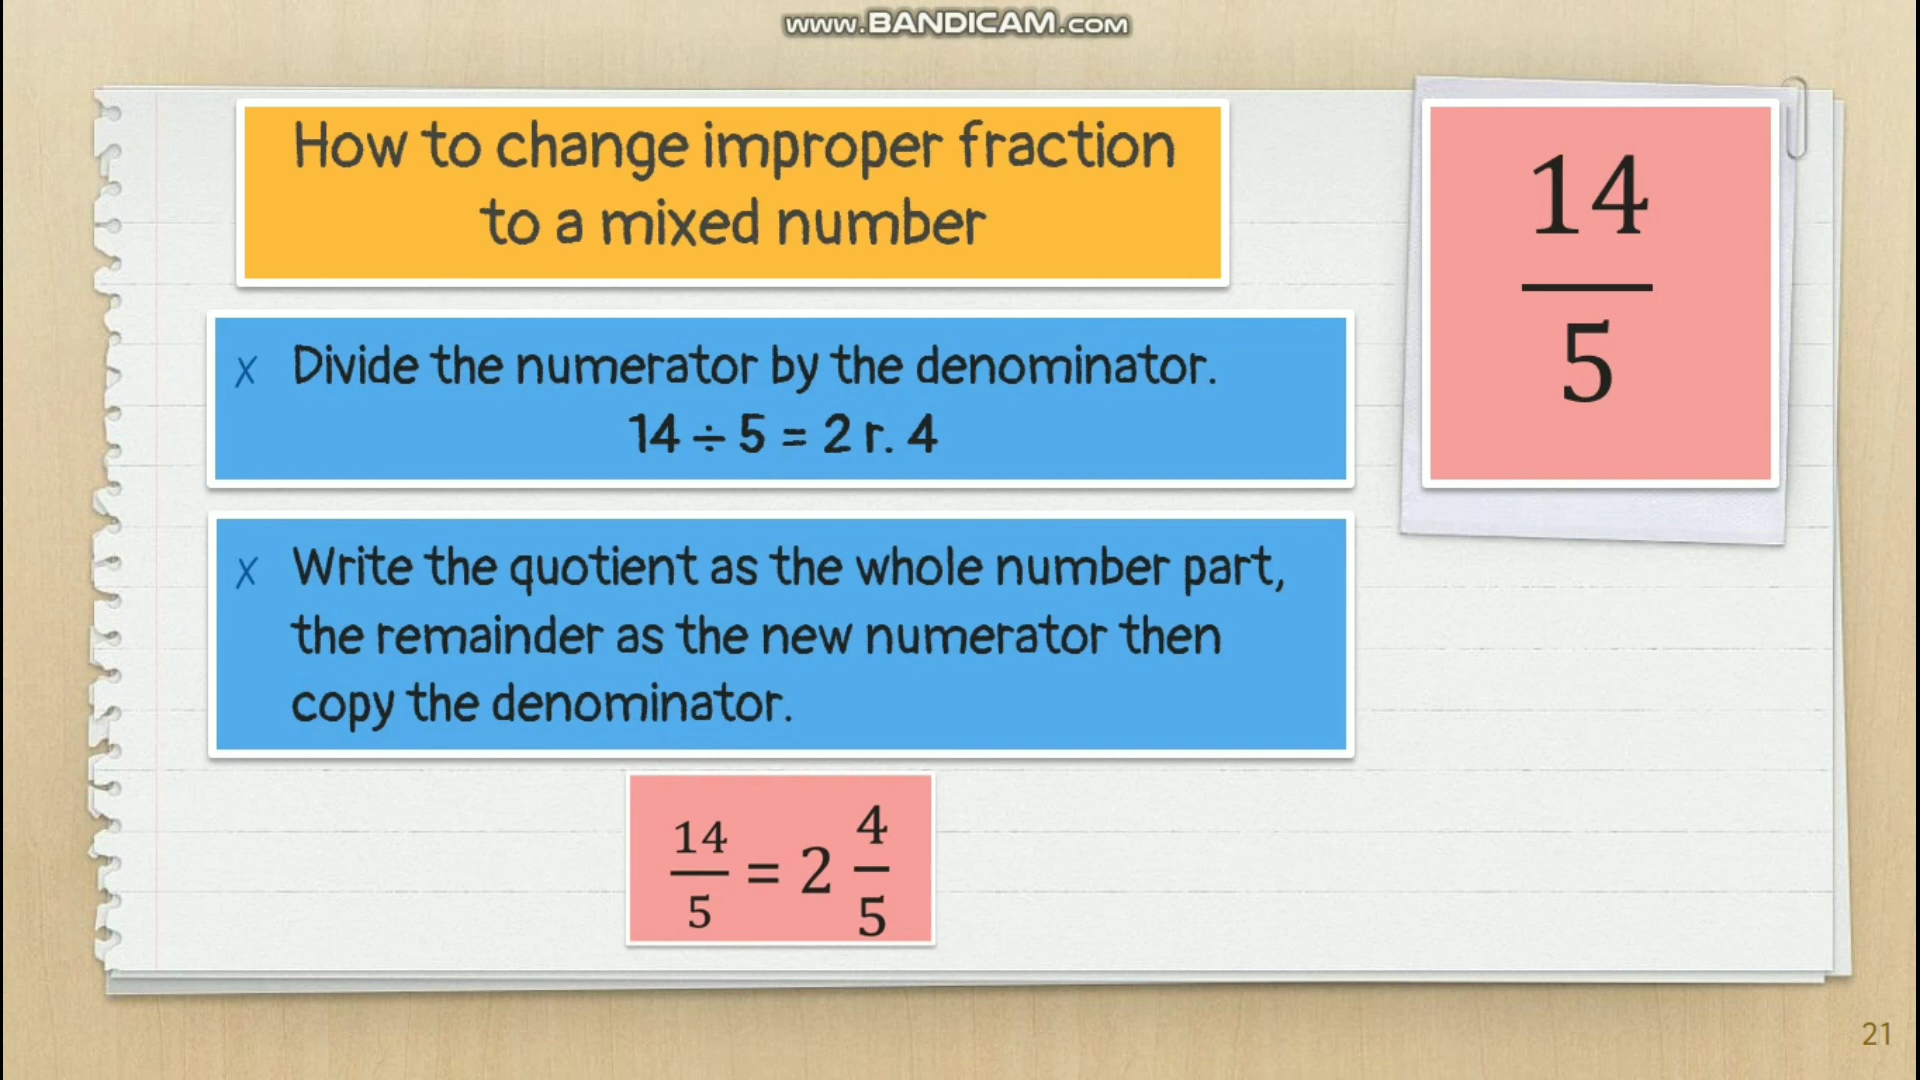 www.BANDICAM.com
How to change improper fraction
to a mixed number
14
5
x Divide the numerator by the denominator.
14 ÷ 5 = 2 r. 4
x Write the quotient as the whole number part,
the remainder as the new numerator then
copy the denominator.
14/5 = 2 4/5
21